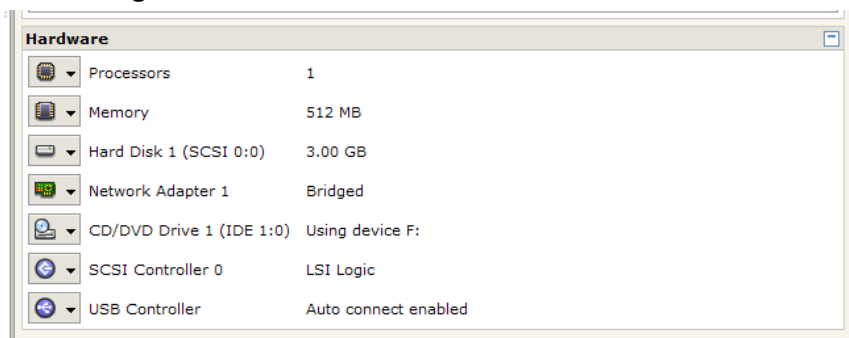 Hardware
Processors 1
Memory 512 MB
Hard Disk 1 (SCSI 0:0) 3.00 GB
Network Adapter 1 Bridged
CD/DVD Drive 1 (IDE 1:0) Using device F:
SCSI Controller 0 LSI Logic
USB Controller Auto connect enabled